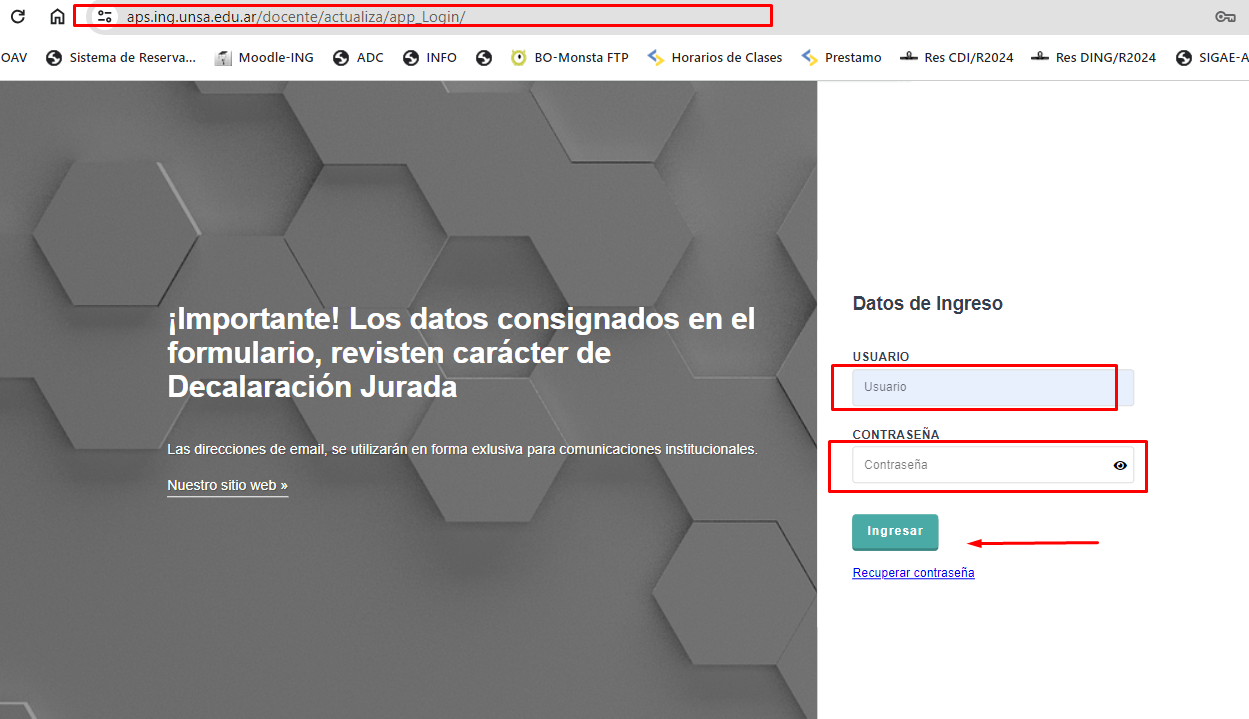 aps.ing.unsa.edu.ar/docente/actualiza/app_Login/
OAV Sistema de Reserva... Moodle-ING ADC INFO BO-Monsta FTP Horarios de Clases Prestamo Res CDI/R2024 Res DING/R2024 SIGAE-A
¡Importante! Los datos consignados en el
formulario, revisten carácter de
Decalaración Jurada
Las direcciones de email, se utilizarán en forma exlusiva para comunicaciones institucionales.
Nuestro sitio web »
Datos de Ingreso
USUARIO
Usuario
CONTRASEÑA
Contraseña
Ingresar
Recuperar contraseña